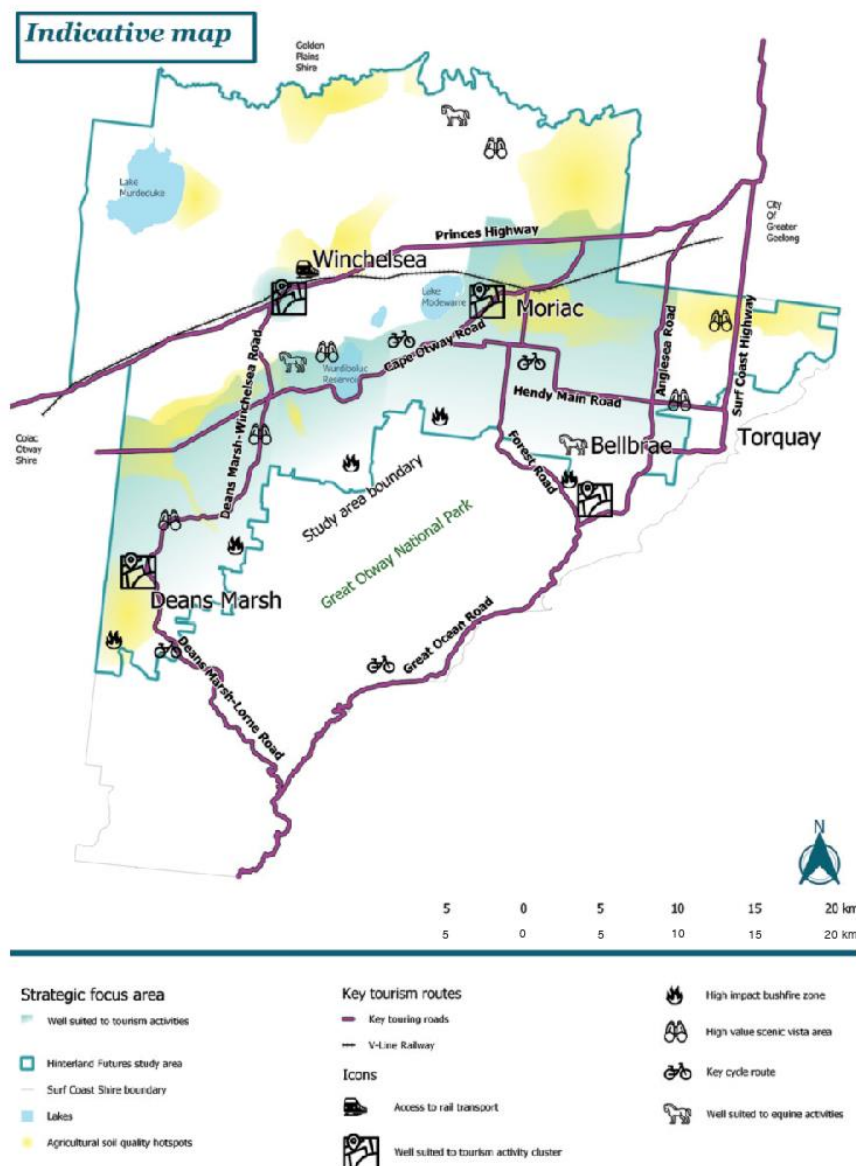 Indicative map
Golden
Plains
Shire
Lake
Murdeduke
City
Of
Greater
Geelong
Princes Highway
Winchelsea
Lake
Modewarre
Moriac
Cape Otway Road
Anglesea Road
Surf Coast Highway
Wurdiboluc
Reservoir
Deans Marsh-Winchelsea Road
Hendy Main Road
Colac
Otway
Shire
Forest Road
Bellbrae
Torquay
Study area boundary
Great Otway National Park
Deans Marsh
Great Ocean Road
Deans Marsh-Lorne Road
N
5 0 5 10 15 20 km
5 0 5 10 15 20 km
Strategic focus area
Well suited to tourism activities
Hinterland Futures study area
Surf Coast Shire boundary
Lakes
Agricultural soil quality hotspots
Key tourism routes
Key touring roads
V-Line Railway
Icons
Access to rail transport
Well suited to tourism activity cluster
High impact bushfire zone
High value scenic vista area
Key cycle route
Well suited to equine activities